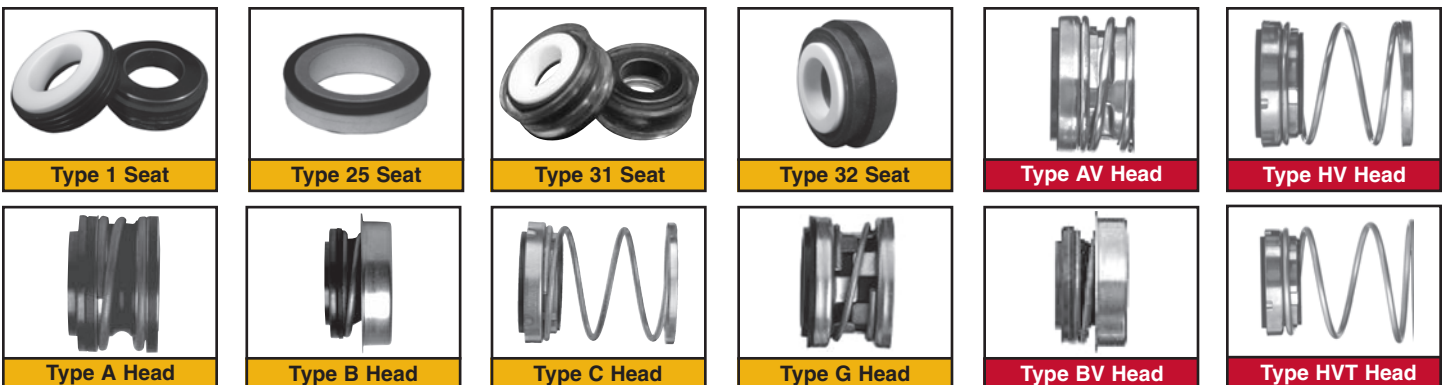 Type 1 Seat
Type 25 Seat
Type 31 Seat
Type 32 Seat
Type AV Head
Type HV Head
Type A Head
Type B Head
Type C Head
Type G Head
Type BV Head
Type HVT Head